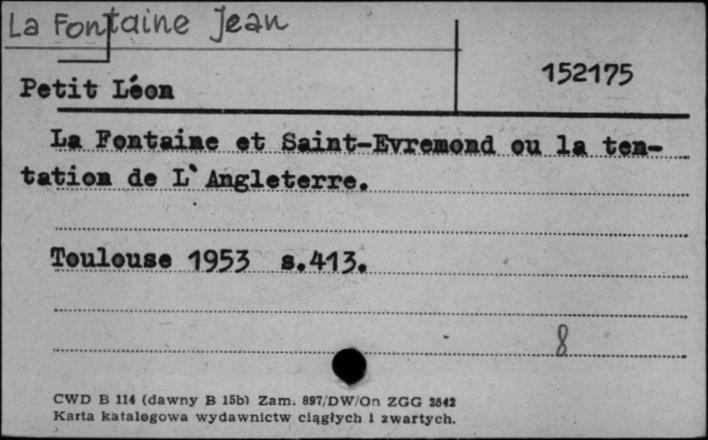 La Fontaine Jean
152175
Petit Léon
La Fontaine et Saint-Evremond ou la ten-
tation de L`Angleterre.
Toulouse 1953 s.413.
8
CWD B 114 (dawny B 15b) Zam. 897/DW/On ZGG 2842
Karta katalogowa wydawnictw ciągłych i zwartych.